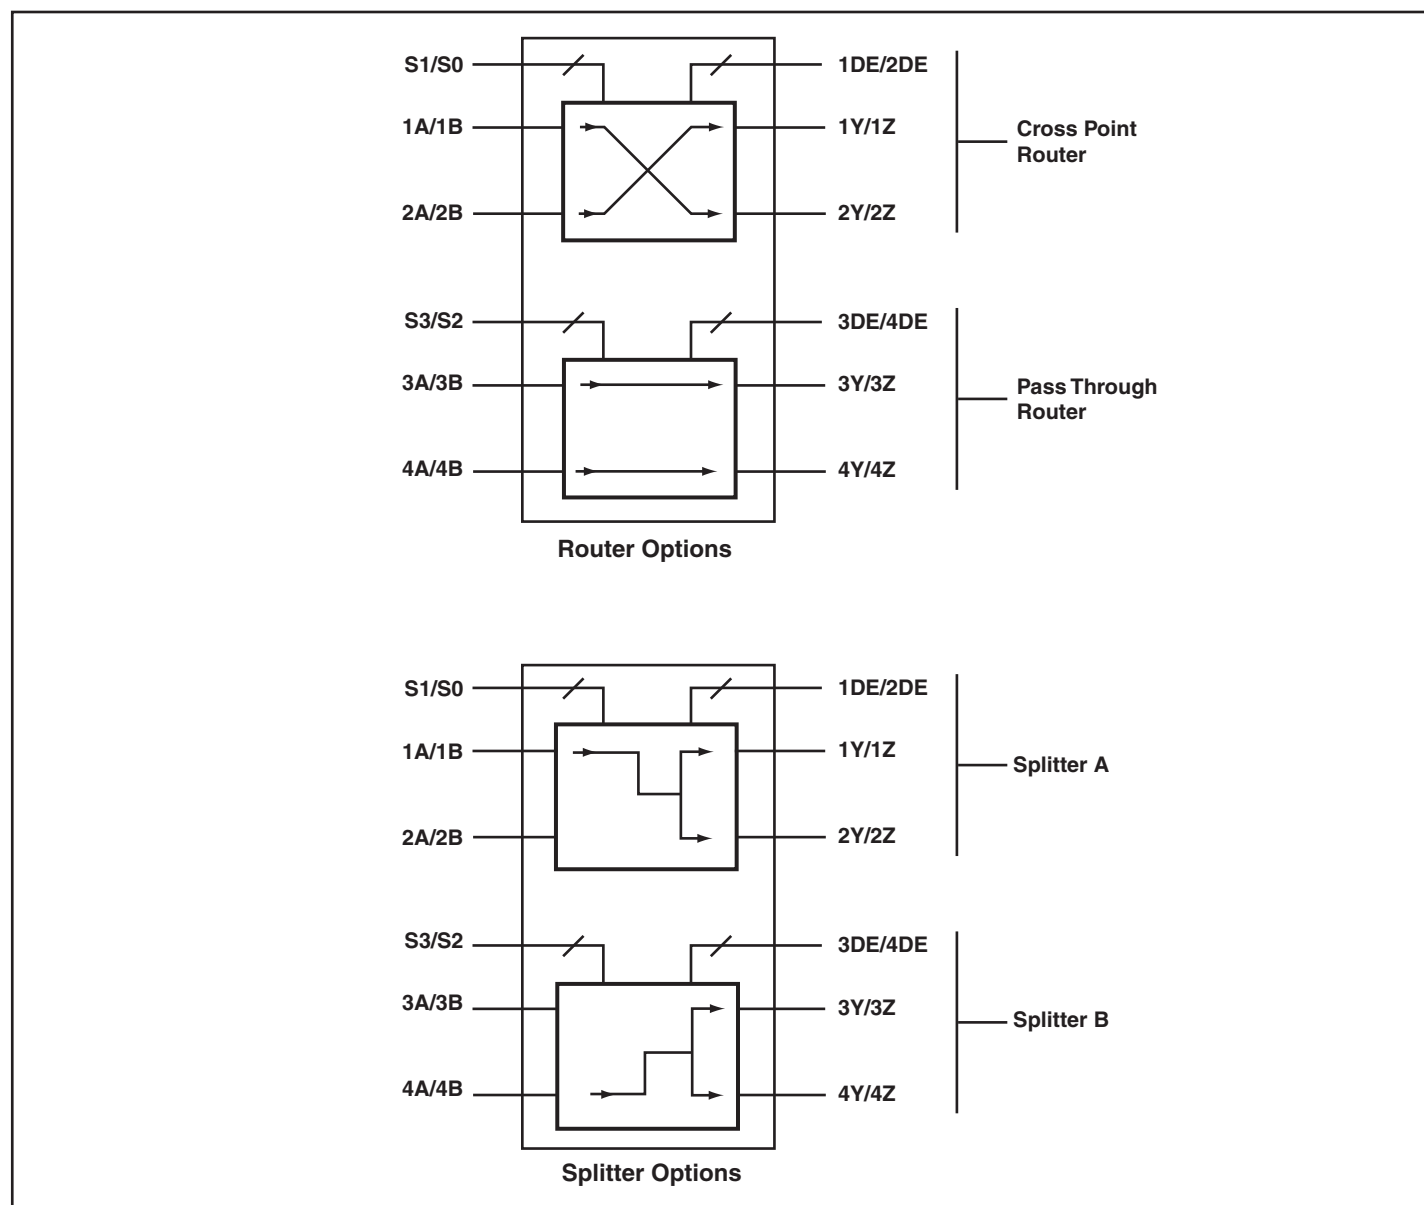 S1/S0
1DE/2DE
1A/1B
1Y/1Z
Cross Point
Router
2A/2B
2Y/2Z
S3/S2
3DE/4DE
3A/3B
3Y/3Z
Pass Through
Router
4A/4B
4Y/4Z
Router Options
S1/S0
1DE/2DE
1A/1B
1Y/1Z
Splitter A
2A/2B
2Y/2Z
S3/S2
3DE/4DE
3A/3B
3Y/3Z
Splitter B
4A/4B
4Y/4Z
Splitter Options